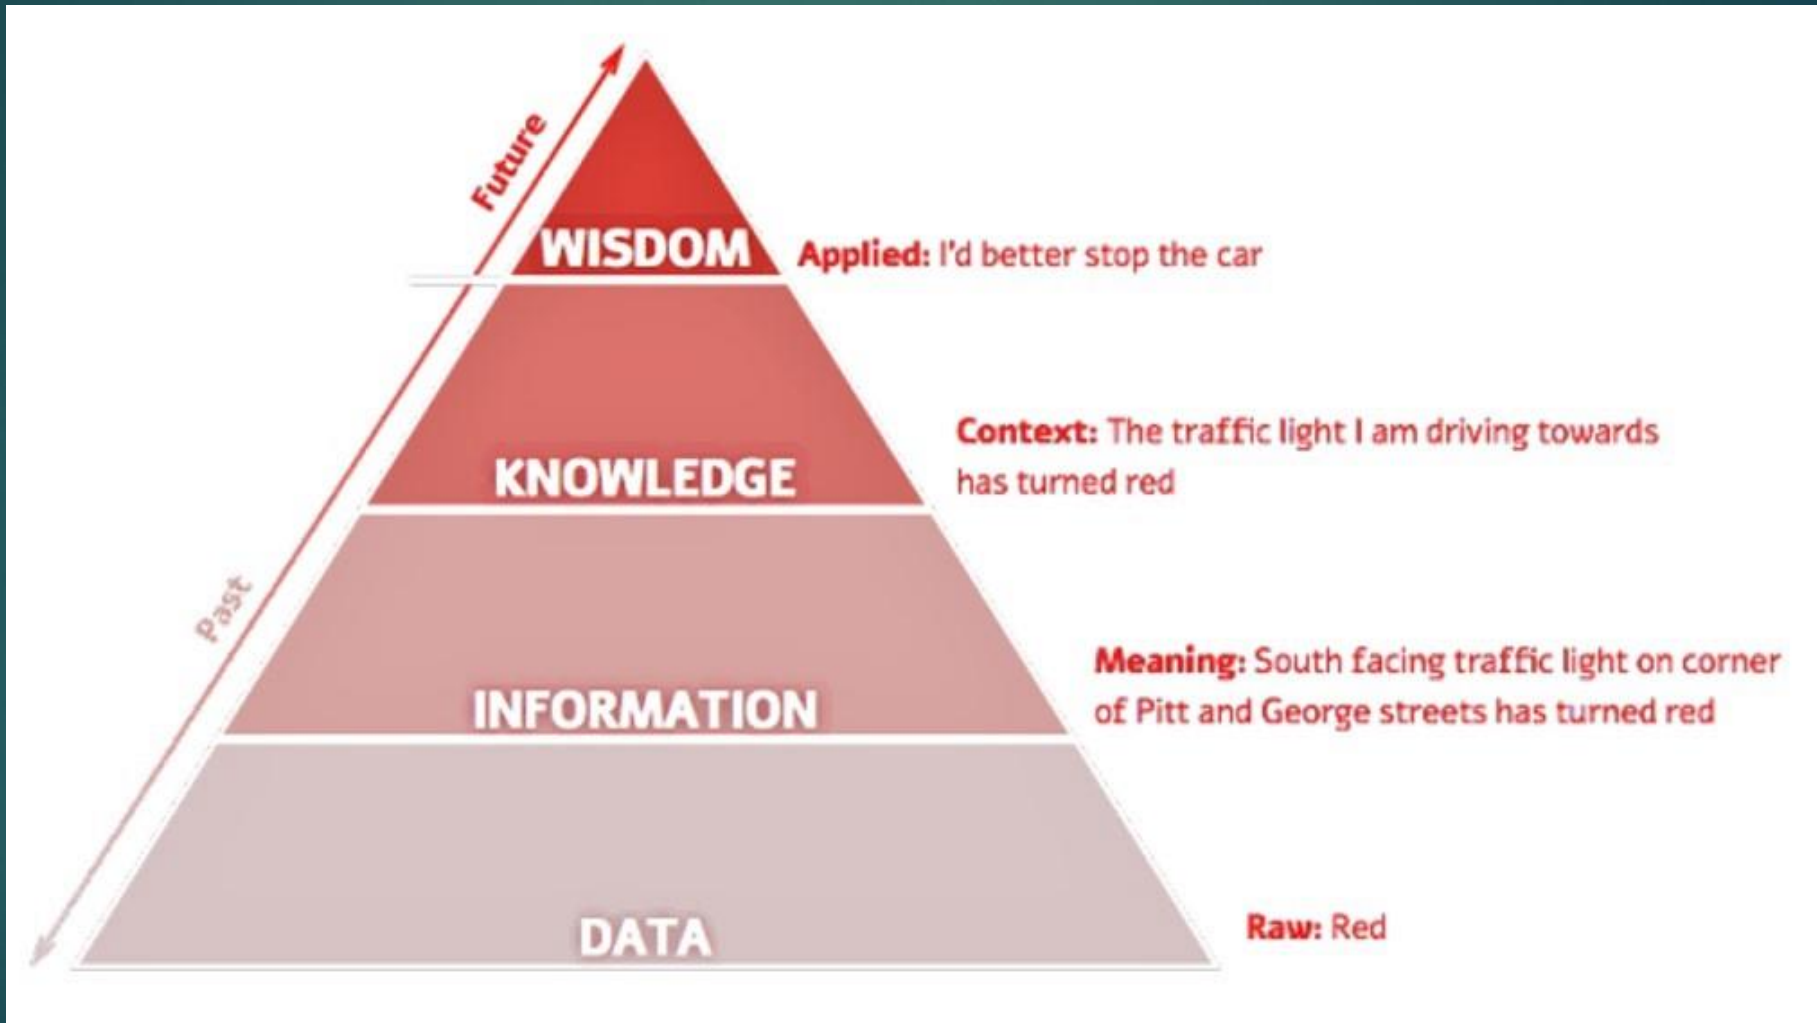 Future
WISDOM
Applied: I'd better stop the car
Context: The traffic light I am driving towards
has turned red
KNOWLEDGE
Past
Meaning: South facing traffic light on corner
of Pitt and George streets has turned red
INFORMATION
Raw: Red
DATA